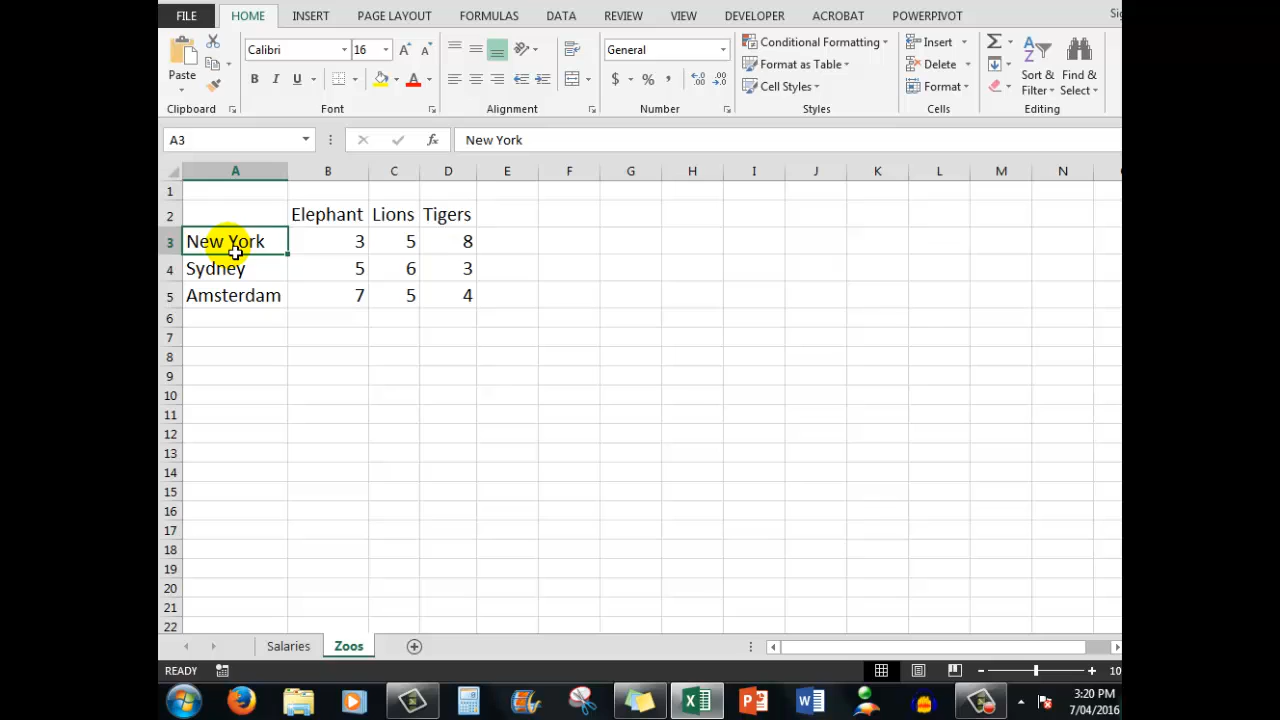 FILE HOME INSERT PAGE LAYOUT FORMULAS DATA REVIEW VIEW DEVELOPER ACROBAT POWERPIVOT
Calibri 16 General Conditional Formatting Insert
Paste B I U $ % , Format as Table Delete Sort & Find &
Cell Styles Format Filter Select
Clipboard Font Alignment Number Styles Cells Editing
A3 fx New York
A B C D E F G H I J K L M N
1
2 Elephant Lions Tigers
3 New York 3 5 8
4 Sydney 5 6 3
5 Amsterdam 7 5 4
6
7
8
9
10
11
12
13
14
15
16
17
18
19
20
21
22
Salaries Zoos
READY 10
3:20 PM
7/04/2016